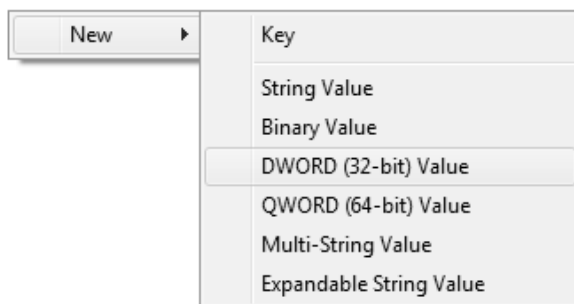 New
Key
String Value
Binary Value
DWORD (32-bit) Value
QWORD (64-bit) Value
Multi-String Value
Expandable String Value